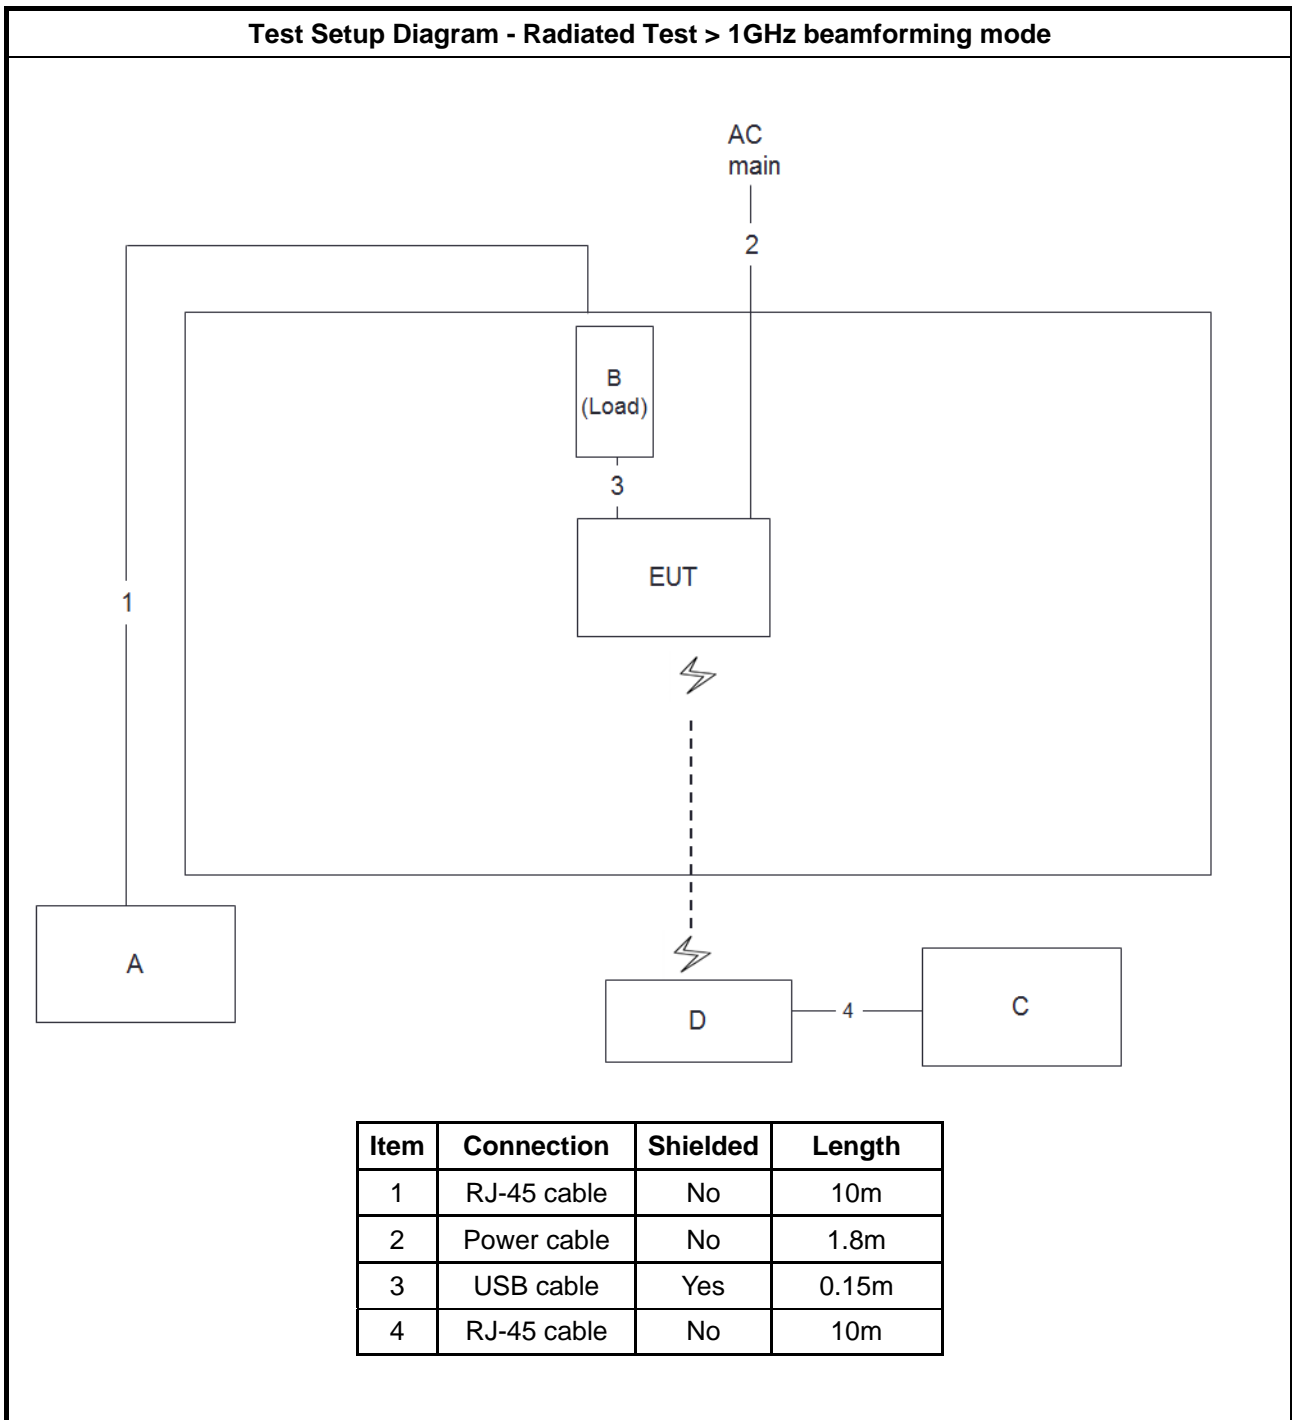 Test Setup Diagram - Radiated Test > 1GHz beamforming mode
AC
main
2
B
(Load)
3
EUT
1
A
D
4
C
Item Connection Shielded Length
1 RJ-45 cable No 10m
2 Power cable No 1.8m
3 USB cable Yes 0.15m
4 RJ-45 cable No 10m